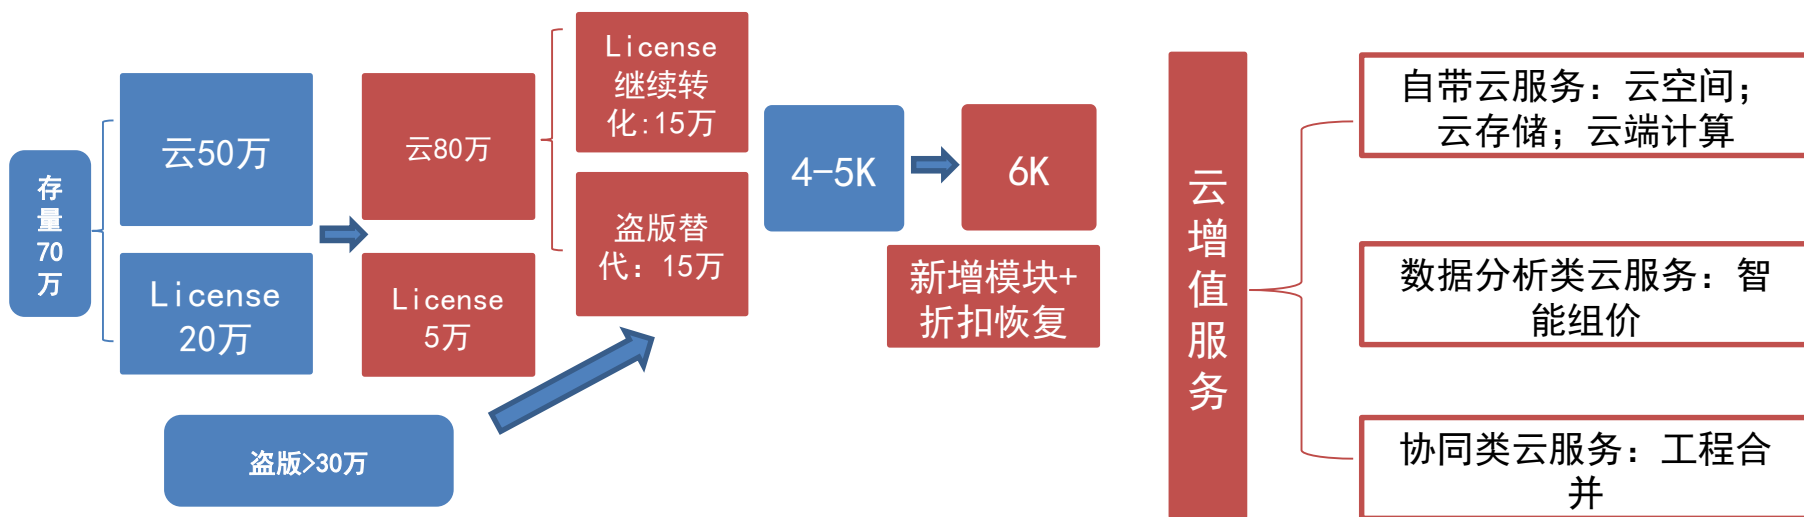 存
量
70
万
云50万
License
20万
云80万
License
5万
License
继续转
化:15万
盗版替
代：15万
盗版>30万
4-5K
6K
新增模块+
折扣恢复
云
增
值
服
务
自带云服务：云空间；
云存储；云端计算
数据分析类云服务：智
能组价
协同类云服务：工程合
并